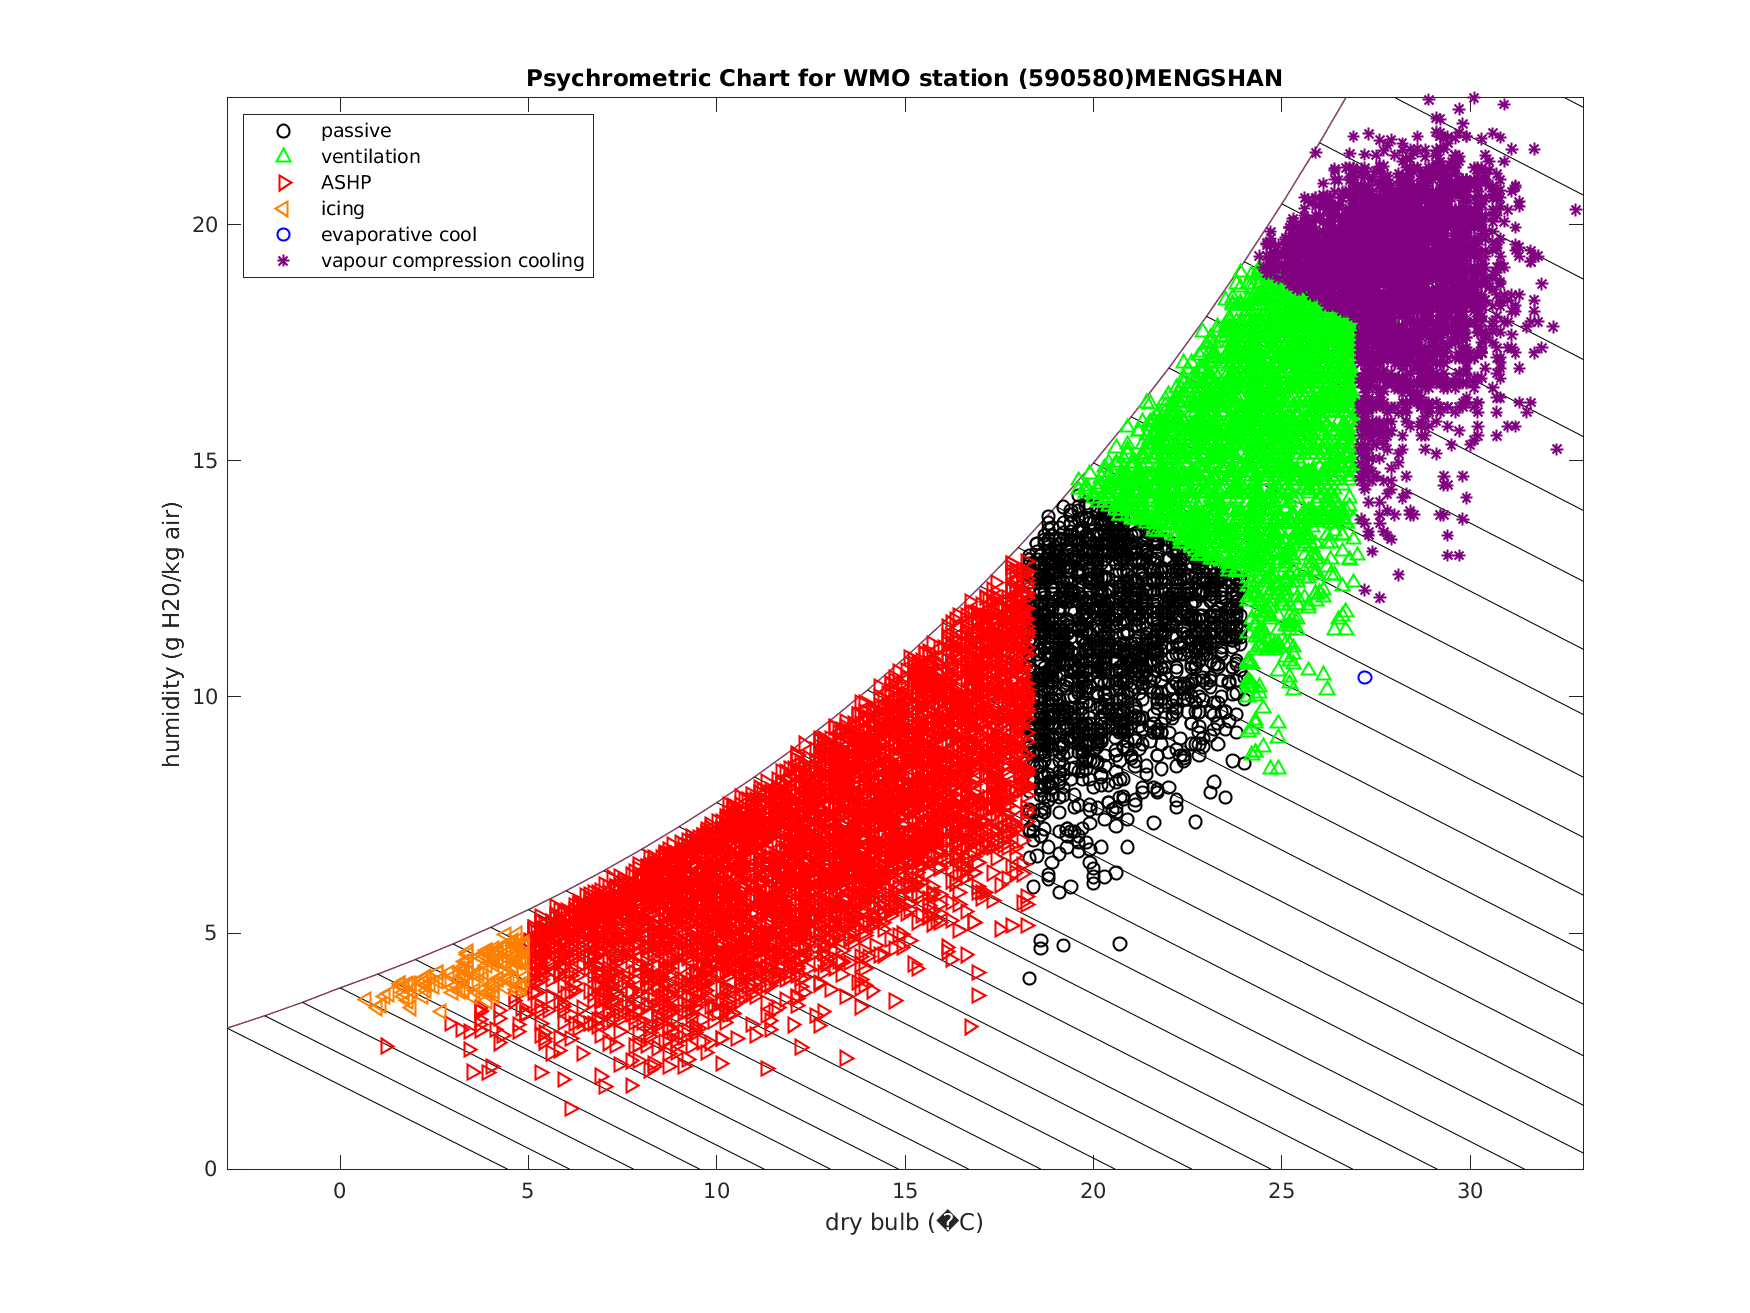 Psychrometric Chart for WMO station (590580)MENGSHAN
passive
ventilation
ASHP
icing
evaporative cool
vapour compression cooling
humidity (g H20/kg air)
20
15
10
5
0
0 5 10 15 20 25 30
dry bulb (�C)